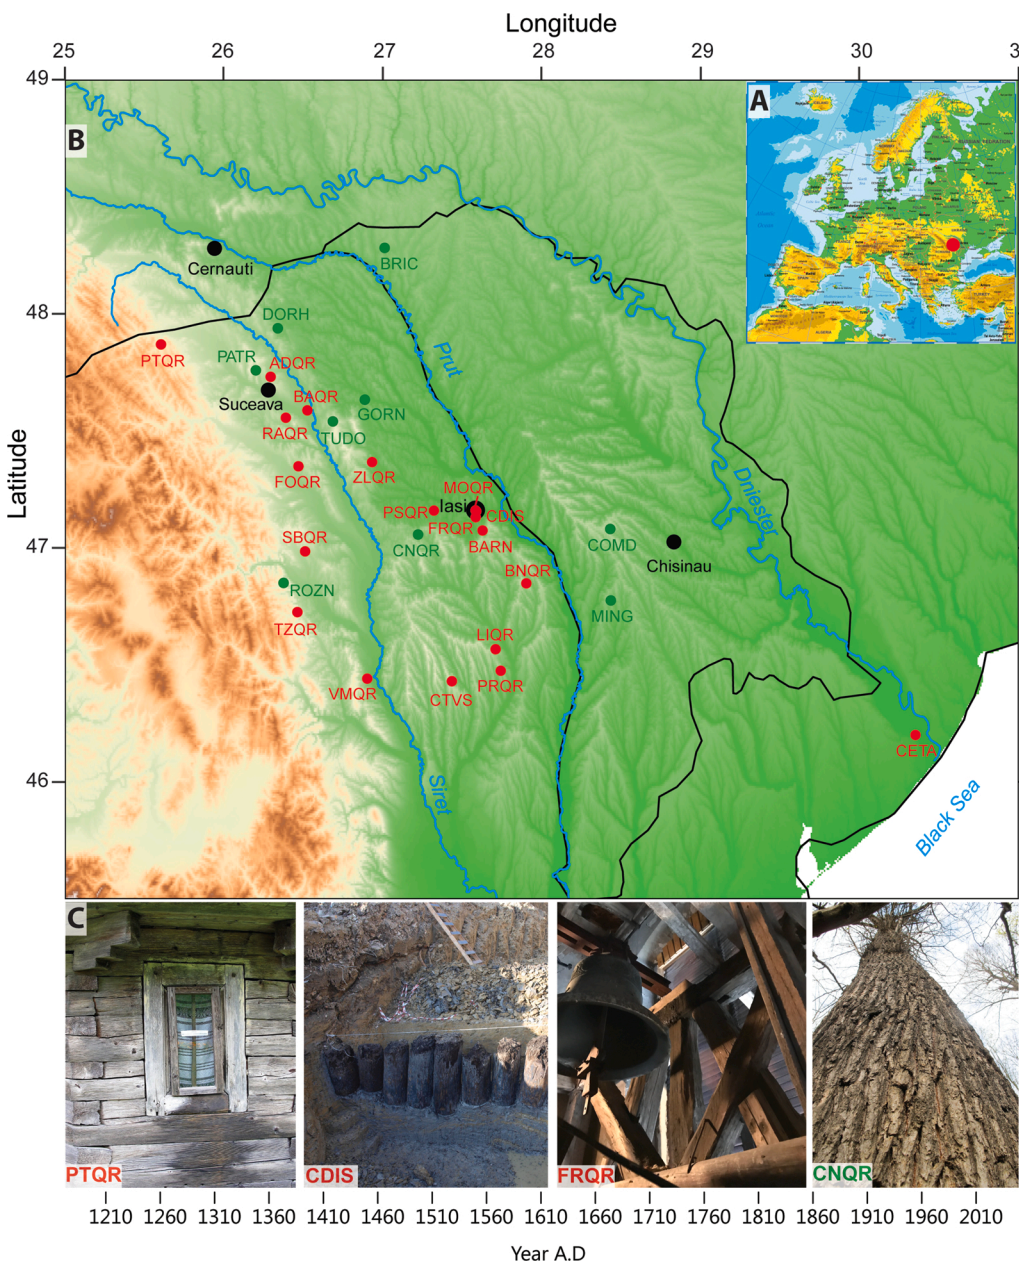 Longitude
25 26 27 28 29 30 3
49
A
B
Cernauti
BRIC
48
DORH
PTQR
PATR
ADQR
Prut
Suceava
BAQR
GORN
RAQR
TUDO
Latitude
FOQR
ZLQR
MOQR
Dniester
Iasi
PSQR
CDIS
FRQR
SBQR
CNQR
BARN
COMD
47
Chisinau
BNQR
ROZN
MING
TZQR
LIQR
VMQR
CTVS
PRQR
CETA
46
Siret
Black Sea
C
PTQR
CDIS
FRQR
CNQR
1210 1260 1310 1360 1410 1460 1510 1560 1610 1660 1710 1760 1810 1860 1910 1960 2010
Year A.D